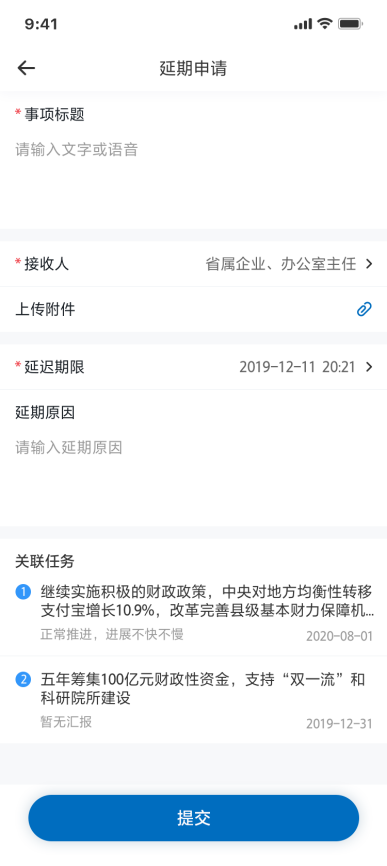 9:41
延期申请
*事项标题
请输入文字或语音
*接收人 省属企业、办公室主任
上传附件
*延迟期限 2019-12-11 20:21
延期原因
请输入延期原因
关联任务
1 继续实施积极的财政政策，中央对地方均衡性转移
支付宝增长10.9%，改革完善县级基本财力保障机...
正常推进，进展不快不慢 2020-08-01
2 五年筹集100亿元财政性资金，支持“双一流”和
科研院所建设
暂无汇报 2019-12-31
提交